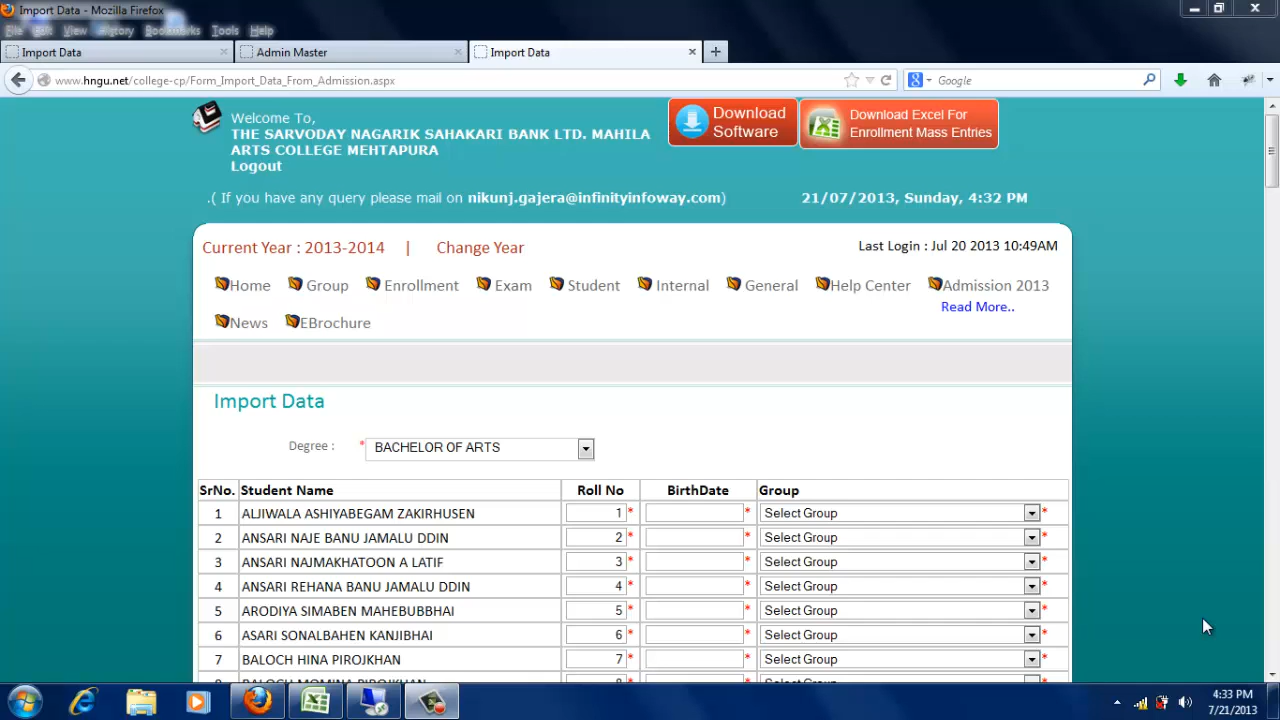 Import Data - Mozilla Firefox
File Edit View History Bookmarks Tools Help
Import Data
Admin Master
Import Data
www.hngu.net/college-cp/Form_Import_Data_From_Admission.aspx
Google
Welcome To,
THE SARVODAY NAGARIK SAHAKARI BANK LTD. MAHILA
ARTS COLLEGE MEHTAPURA
Logout
Download
Software
Download Excel For
Enrollment Mass Entries
.( If you have any query please mail on nikunj.gajera@infinityinfoway.com)
21/07/2013, Sunday, 4:32 PM
Current Year : 2013-2014 | Change Year
Last Login : Jul 20 2013 10:49AM
Home Group Enrollment Exam Student Internal General Help Center Admission 2013
Read More..
News EBrochure
Import Data
Degree : * BACHELOR OF ARTS
SrNo. Student Name Roll No BirthDate Group
1 ALJIWALA ASHIYABEGAM ZAKIRHUSEN 1 * * Select Group *
2 ANSARI NAJE BANU JAMALU DDIN 2 * * Select Group *
3 ANSARI NAJMAKHATOON A LATIF 3 * * Select Group *
4 ANSARI REHANA BANU JAMALU DDIN 4 * * Select Group *
5 ARODIYA SIMABEN MAHEBUBBHAI 5 * * Select Group *
6 ASARI SONALBAHEN KANJIBHAI 6 * * Select Group *
7 BALOCH HINA PIROJKHAN 7 * * Select Group *
4:33 PM
7/21/2013